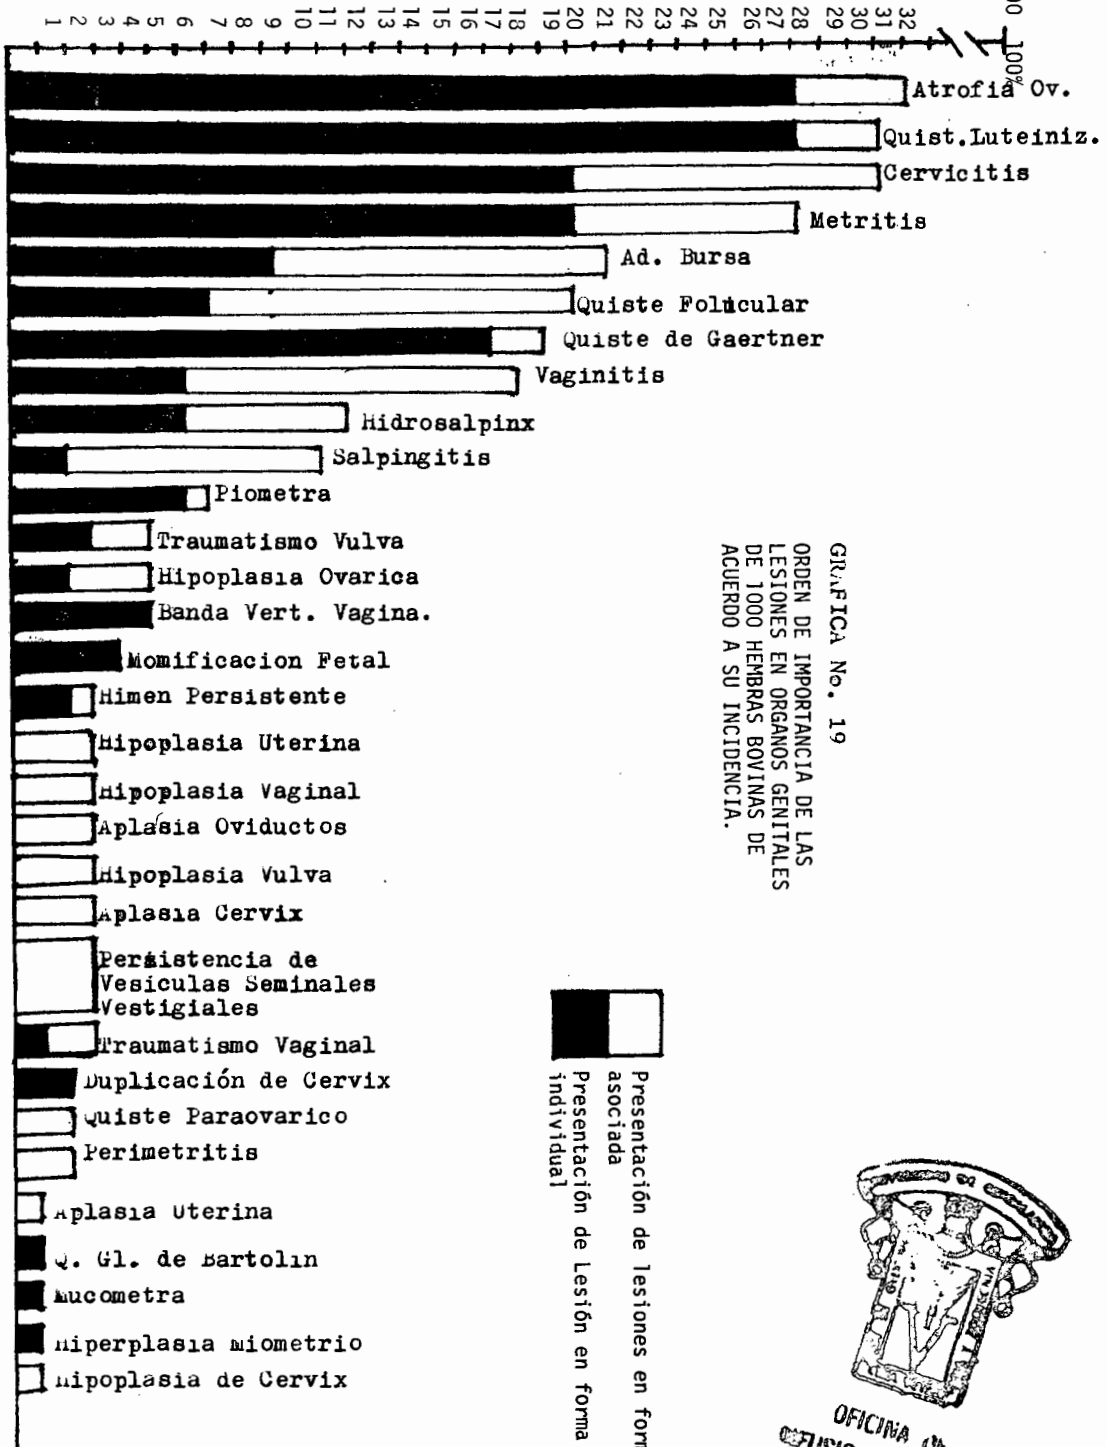 1 2 3 4 5 6 7 8 9 10 11 12 13 14 15 16 17 18 19 20 21 22 23 24 25 26 27 28 29 30 31 32
100%
Atrofia Ov.
Quist.Luteiniz.
Cervicitis
Metritis
Ad. Bursa
Quiste Folicular
Quiste de Gaertner
Vaginitis
Hidrosalpinx
Salpingitis
Piometra
Traumatismo Vulva
Hipoplasia Ovarica
Banda Vert. Vagina.
Momificacion Fetal
Himen Persistente
Hipoplasia Uterina
Hipoplasia Vaginal
Aplasia Oviductos
Hipoplasia Vulva
Aplasia Cervix
Persistencia de
Vesiculas Seminales
Vestigiales
Traumatismo Vaginal
Duplicación de Cervix
Quiste Paraovarico
Perimetritis
Aplasia Uterina
Q. Gl. de Bartolin
Mucometra
Hiperplasia Miometrio
Hipoplasia de Cervix
GRAFICA No. 19
ORDEN DE IMPORTANCIA DE LAS
LESIONES EN ORGANOS GENITALES
DE 1000 HEMBRAS BOVINAS DE
ACUERDO A SU INCIDENCIA.
Presentación de lesiones en for
asociada
Presentación de Lesión en forma
individual
OFICINA